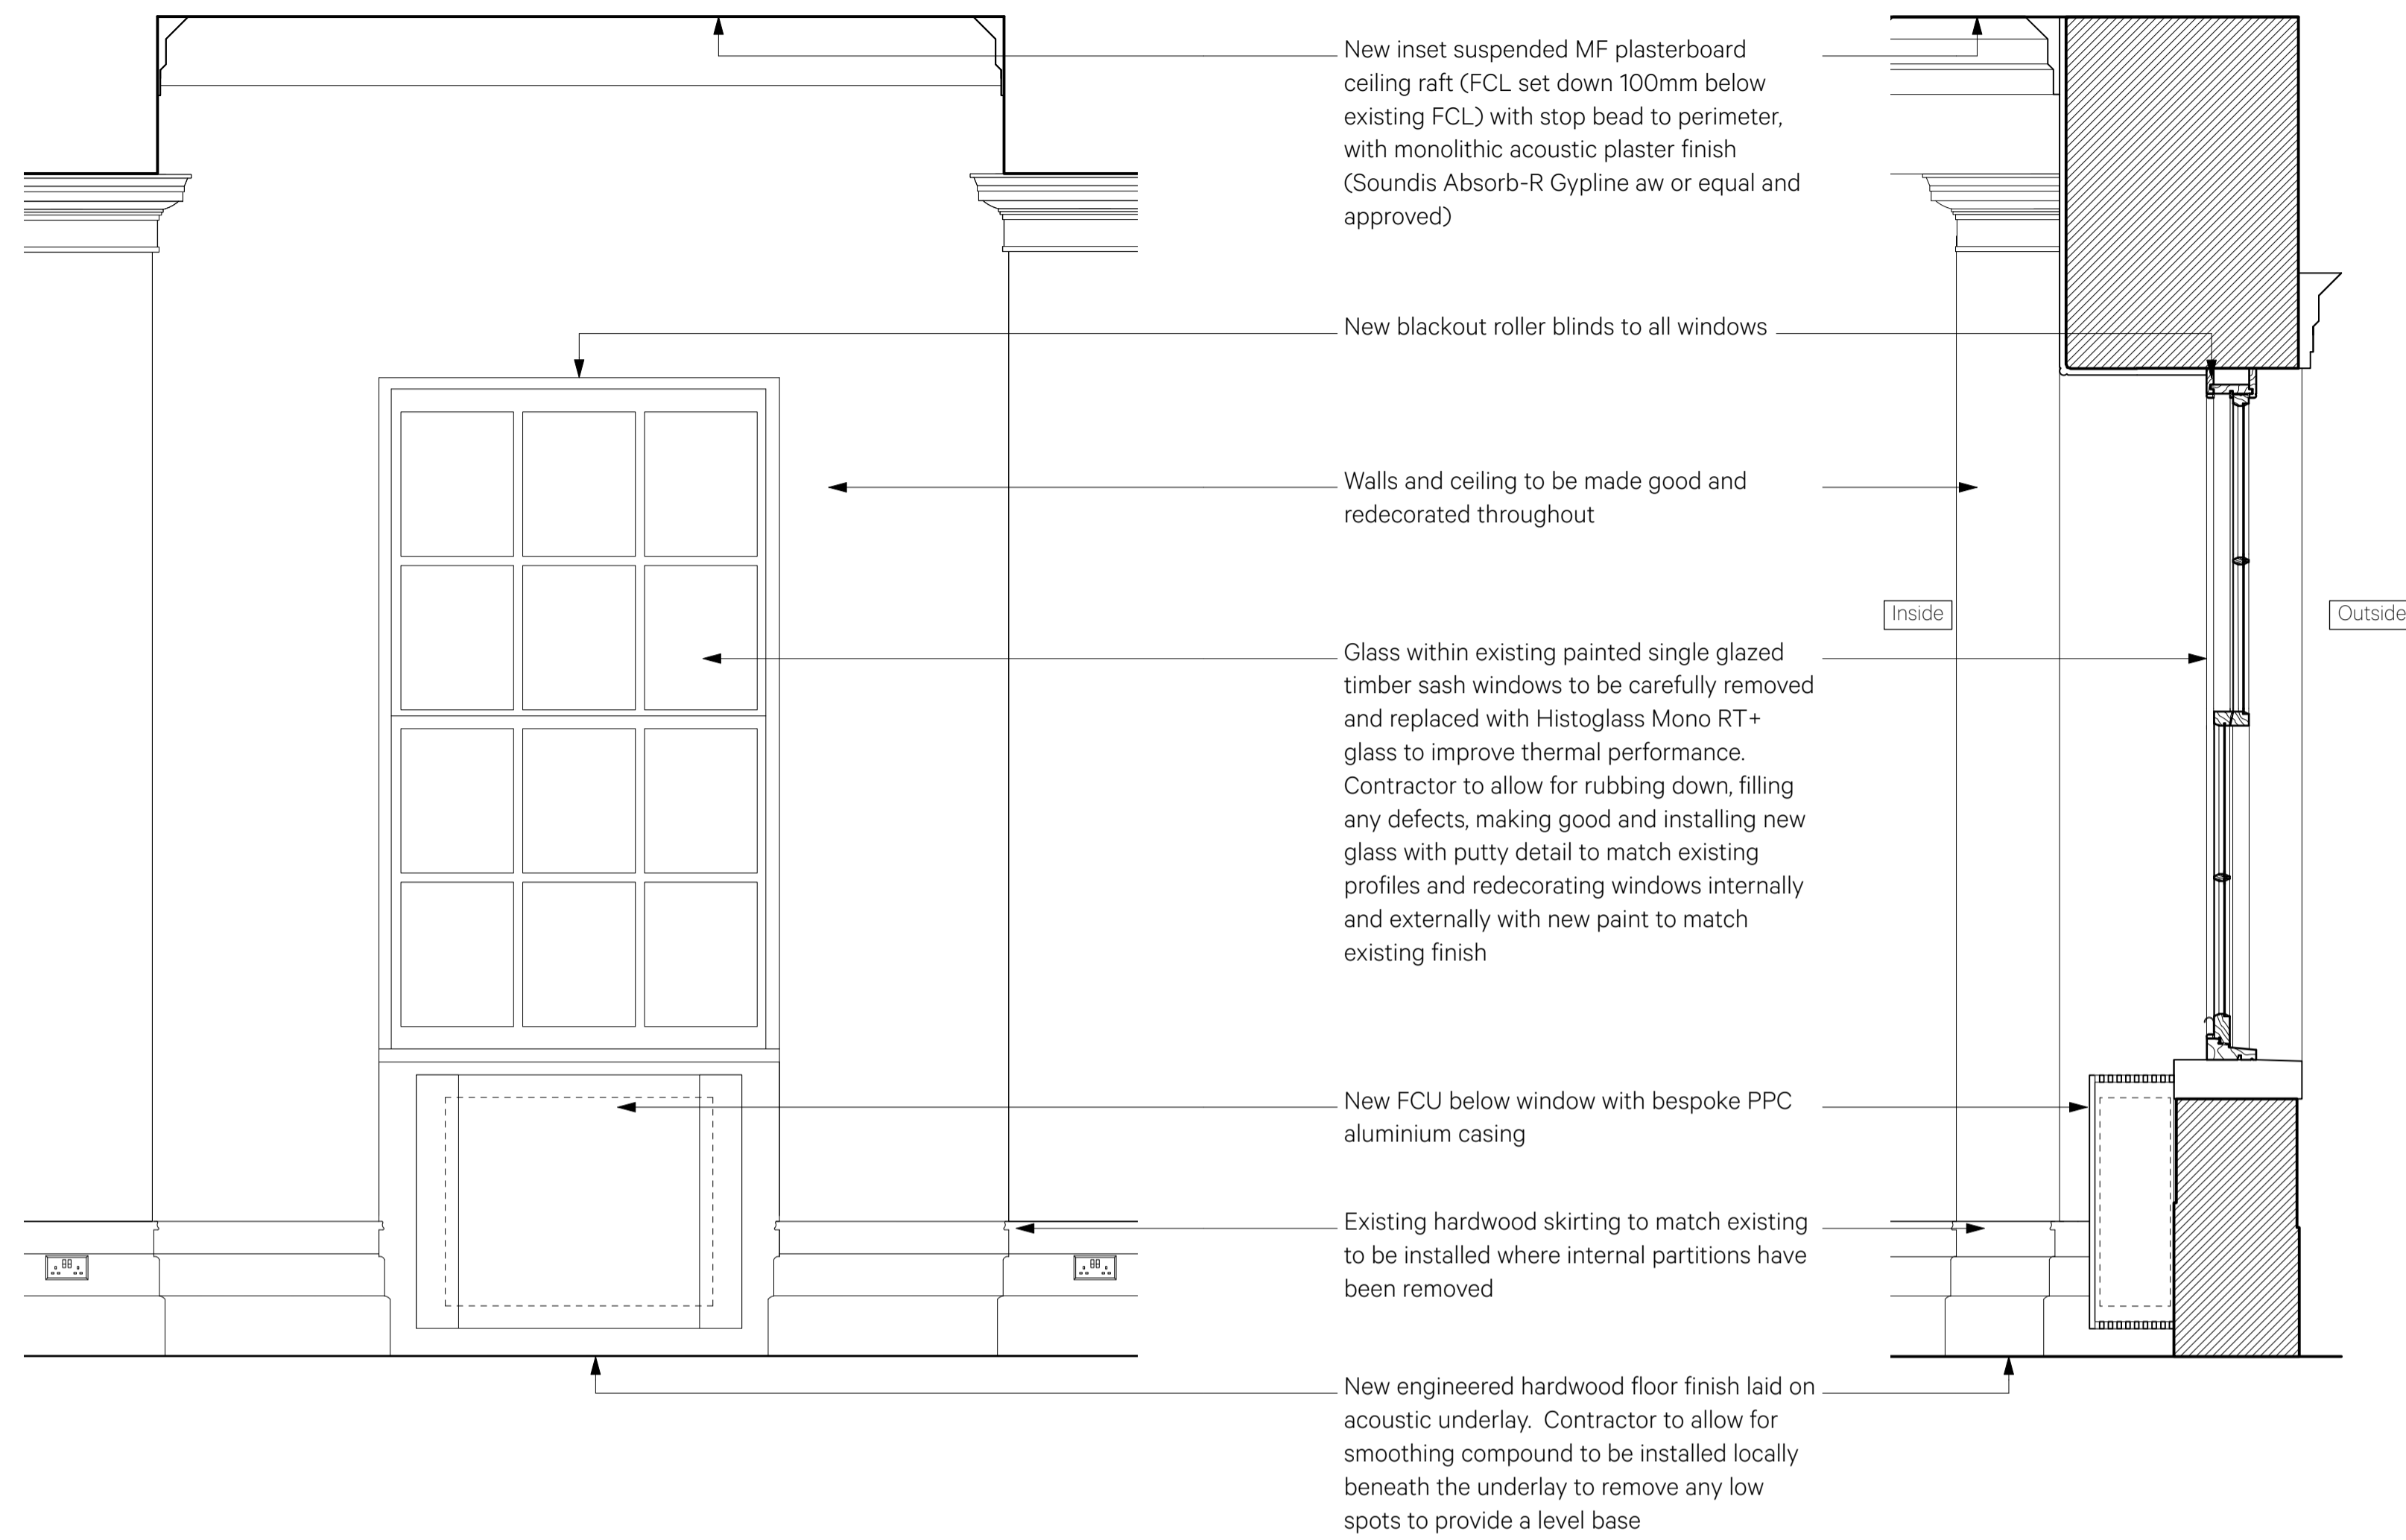 New inset suspended MF plasterboard
ceiling raft (FCL set down 100mm below
existing FCL) with stop bead to perimeter,
with monolithic acoustic plaster finish
(Soundis Absorb-R Gypline aw or equal and
approved)
New blackout roller blinds to all windows
Walls and ceiling to be made good and
redecorated throughout
Inside
Outside
Glass within existing painted single glazed
timber sash windows to be carefully removed
and replaced with Histoglass Mono RT+
glass to improve thermal performance.
Contractor to allow for rubbing down, filling
any defects, making good and installing new
glass with putty detail to match existing
profiles and redecorating windows internally
and externally with new paint to match
existing finish
New FCU below window with bespoke PPC
aluminium casing
Existing hardwood skirting to match existing
to be installed where internal partitions have
been removed
New engineered hardwood floor finish laid on
acoustic underlay.  Contractor to allow for
smoothing compound to be installed locally
beneath the underlay to remove any low
spots to provide a level base